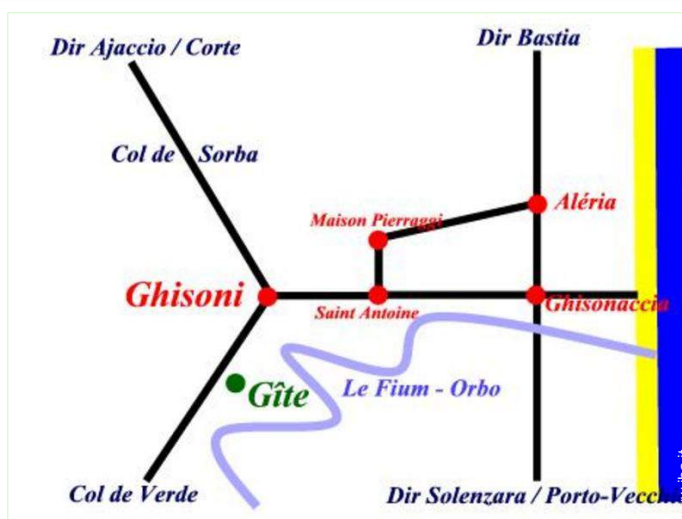 Dir Ajaccio / Corte
Dir Bastia
Col de Sorba
Aléria
Maison Pierraggi
Ghisoni
Saint Antoine
Ghisonaccia
Gîte
Le Fium - Orbo
Col de Verde
Dir Solenzara / Porto-Vecchi